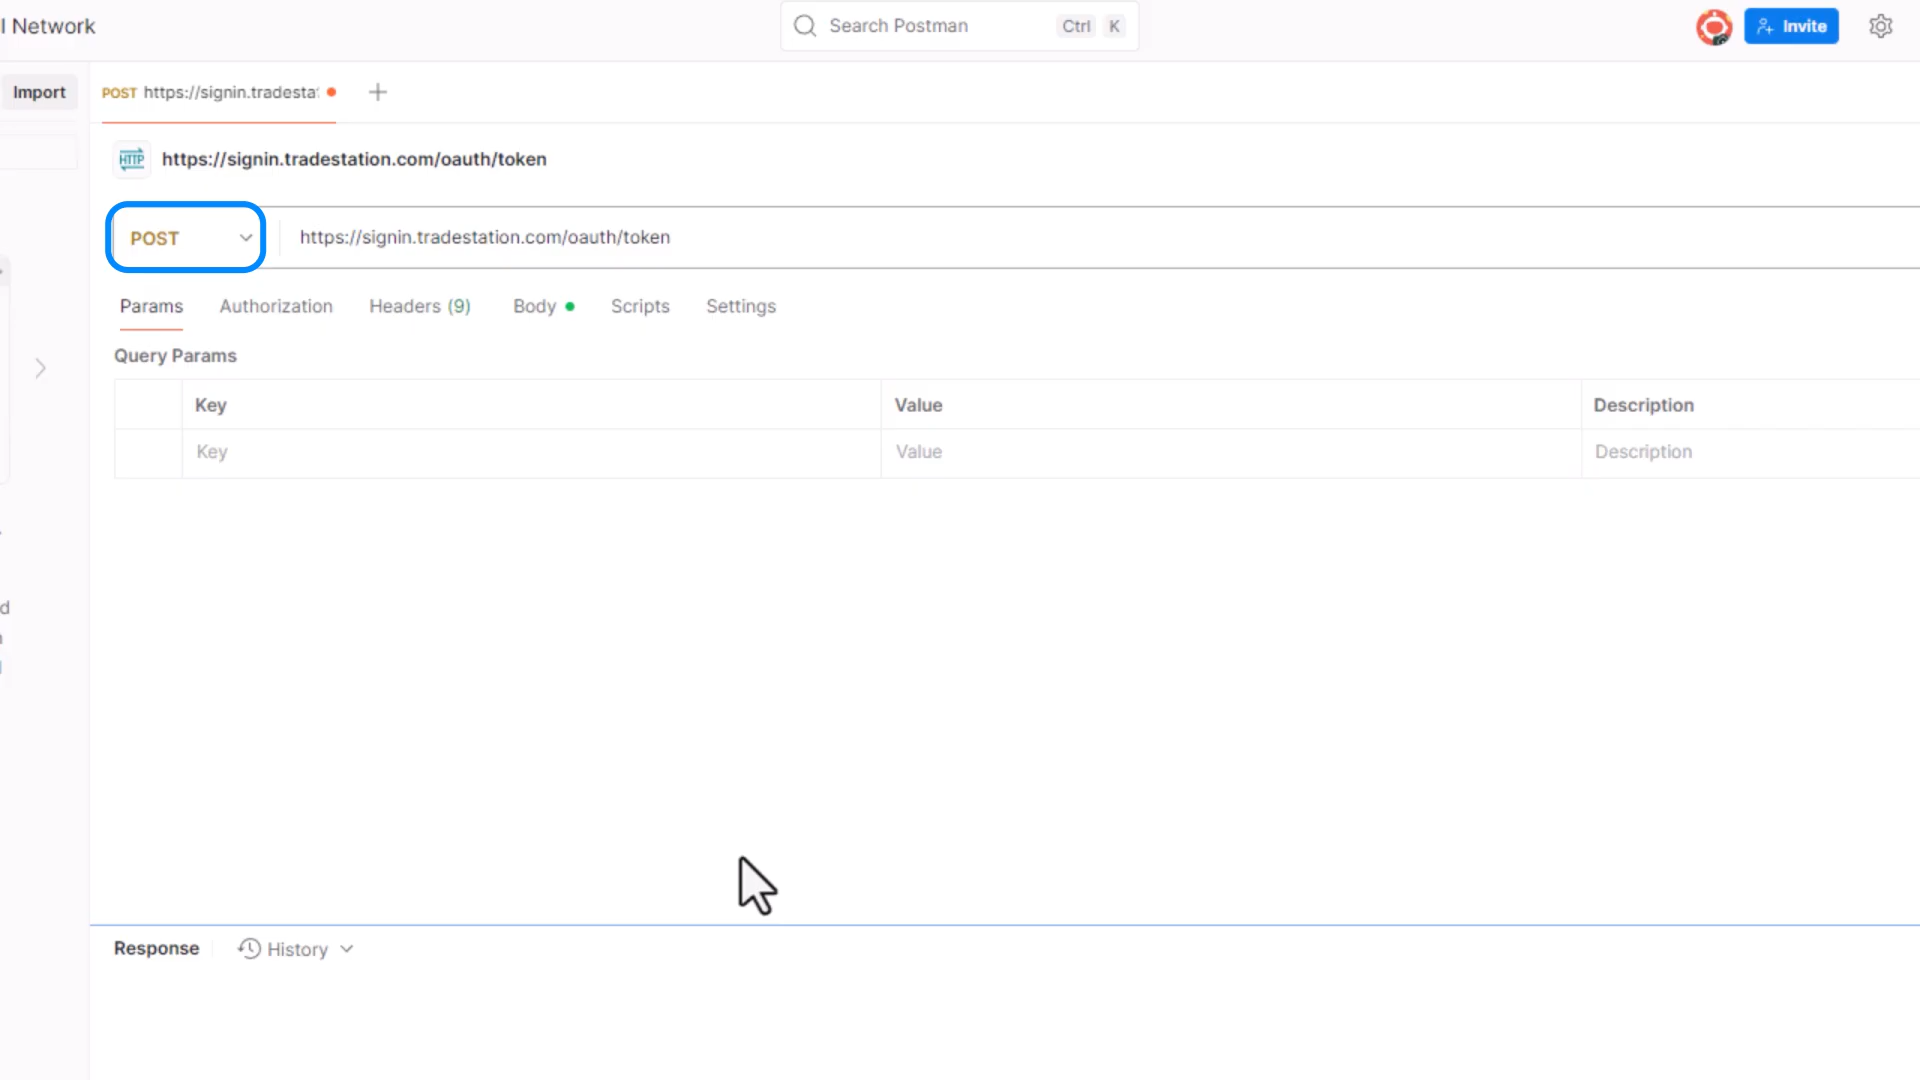 l Network
Search Postman Ctrl K
Invite
Import
POST https://signin.tradesta
HTTP https://signin.tradestation.com/oauth/token
POST https://signin.tradestation.com/oauth/token
Params Authorization Headers (9) Body Scripts Settings
Query Params
Key Value Description
Key Value Description
d
Response History